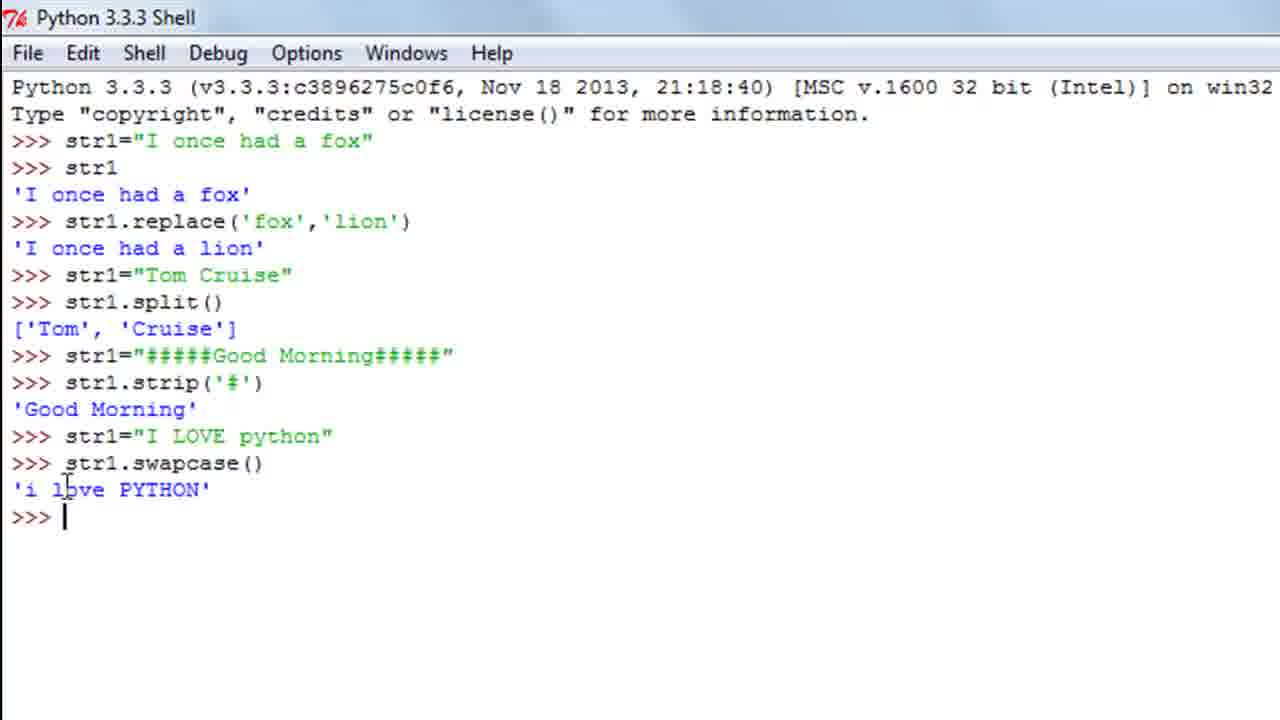 Python 3.3.3 Shell
File Edit Shell Debug Options Windows Help
Python 3.3.3 (v3.3.3:c3896275c0f6, Nov 18 2013, 21:18:40) [MSC v.1600 32 bit (Intel)] on win32
Type "copyright", "credits" or "license()" for more information.
>>> str1="I once had a fox"
>>> str1
'I once had a fox'
>>> str1.replace('fox','lion')
'I once had a lion'
>>> str1="Tom Cruise"
>>> str1.split()
['Tom', 'Cruise']
>>> str1="#####Good Morning#####"
>>> str1.strip('#')
'Good Morning'
>>> str1="I LOVE python"
>>> str1.swapcase()
'i love PYTHON'
>>>